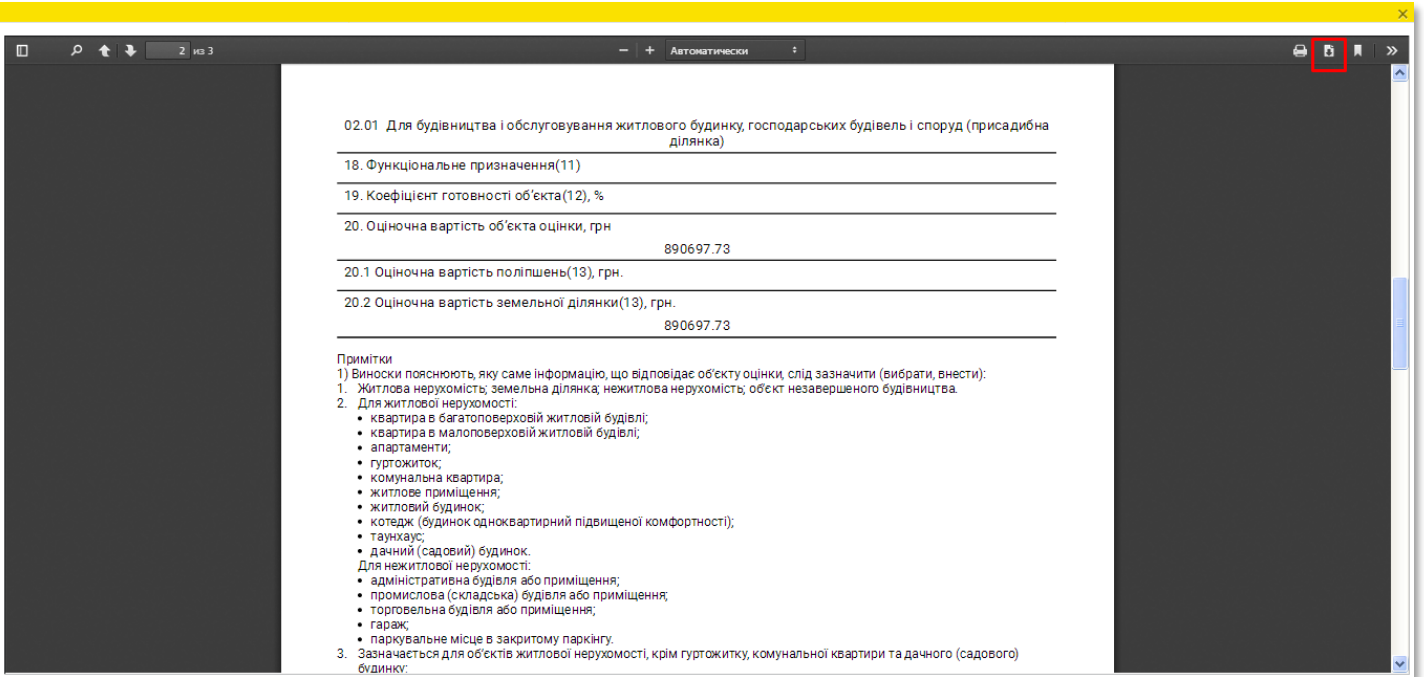 2 из 3
Автоматически
02.01 Для будівництва і обслуговування житлового будинку, господарських будівель і споруд (присадибна
ділянка)
18. Функціональне призначення(11)
19. Коефіцієнт готовності об'єкта(12), %
20. Оціночна вартість об'єкта оцінки, грн
890697.73
20.1 Оціночна вартість поліпшень(13), грн.
20.2 Оціночна вартість земельної ділянки(13), грн.
890697.73
Примітки
1) Виноски пояснюють, яку саме інформацію, що відповідає об'єкту оцінки, слід зазначити (вибрати, внести):
1. Житлова нерухомість; земельна ділянка; нежитлова нерухомість; об'єкт незавершеного будівництва.
2. Для житлової нерухомості:
• квартира в багатоповерховій житловій будівлі;
• квартира в малоповерховій житловій будівлі;
• апартаменти;
• гуртожиток;
• комунальна квартира;
• житлове приміщення;
• житловий будинок;
• котедж (будинок одноквартирний підвищеної комфортності);
• таунхаус;
• дачний (садовий) будинок.
Для нежитлової нерухомості:
• адміністративна будівля або приміщення;
• промислова (складська) будівля або приміщення;
• торговельна будівля або приміщення;
• гараж;
• паркувальне місце в закритому паркінгу.
3. Зазначається для об'єктів житлової нерухомості, крім гуртожитку, комунальної квартири та дачного (садового)
будинку: